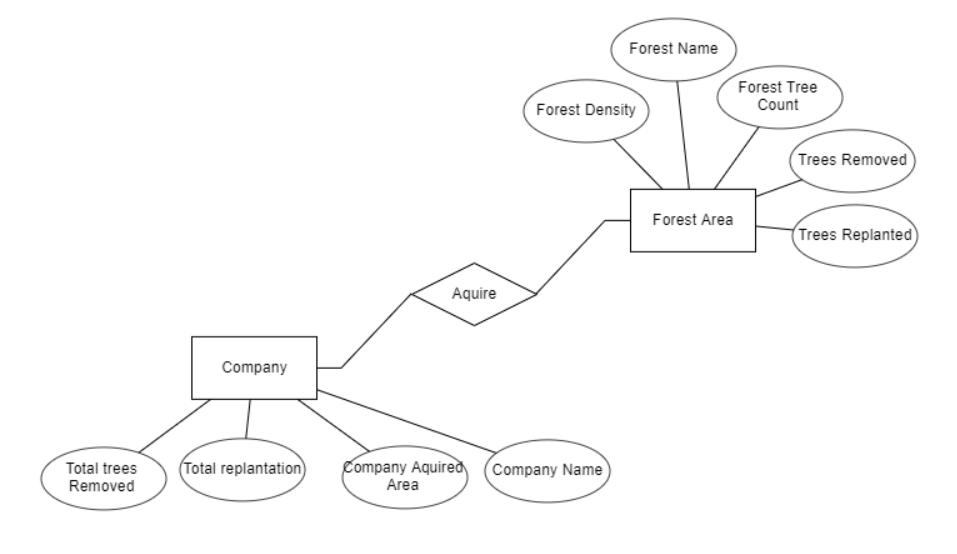 Forest Name
Forest Tree
Count
Forest Density
Trees Removed
Forest Area
Trees Replanted
Aquire
Company
Total trees
Removed
Total replantation
Company Aquired
Area
Company Name